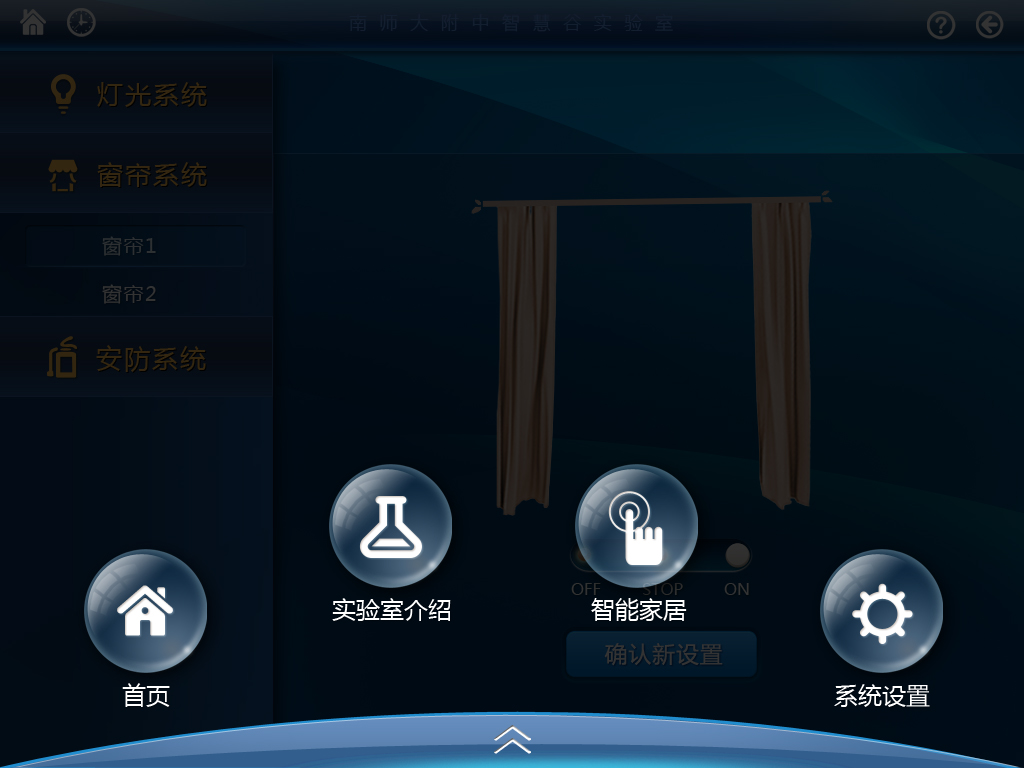 南师大附中智慧谷实验室
灯光系统
窗帘系统
窗帘1
窗帘2
安防系统
OFF STOP ON
确认新设置
首页
实验室介绍
智能家居
系统设置